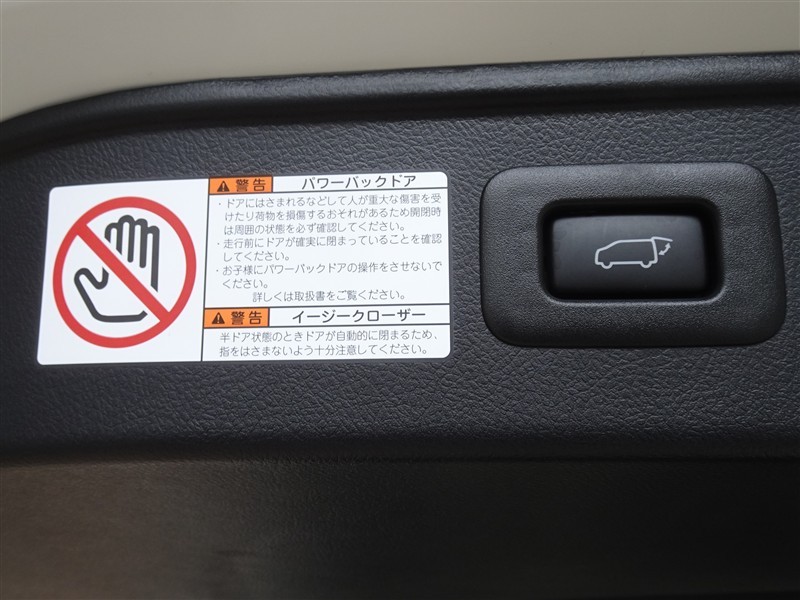 警告 パワーバックドア
・ドアにはさまれるなどして人が重大な傷害を受
けたり荷物を損傷するおそれがあるため開閉時
は周囲の状態を必ず確認してください。
・走行前にドアが確実に閉まっていることを確認
してください。
・お子様にパワーバックドアの操作をさせないで
ください。
詳しくは取扱書をご覧ください。
警告 イージークローザー
半ドア状態のときドアが自動的に閉まるため、
指をはさまないよう十分注意してください。